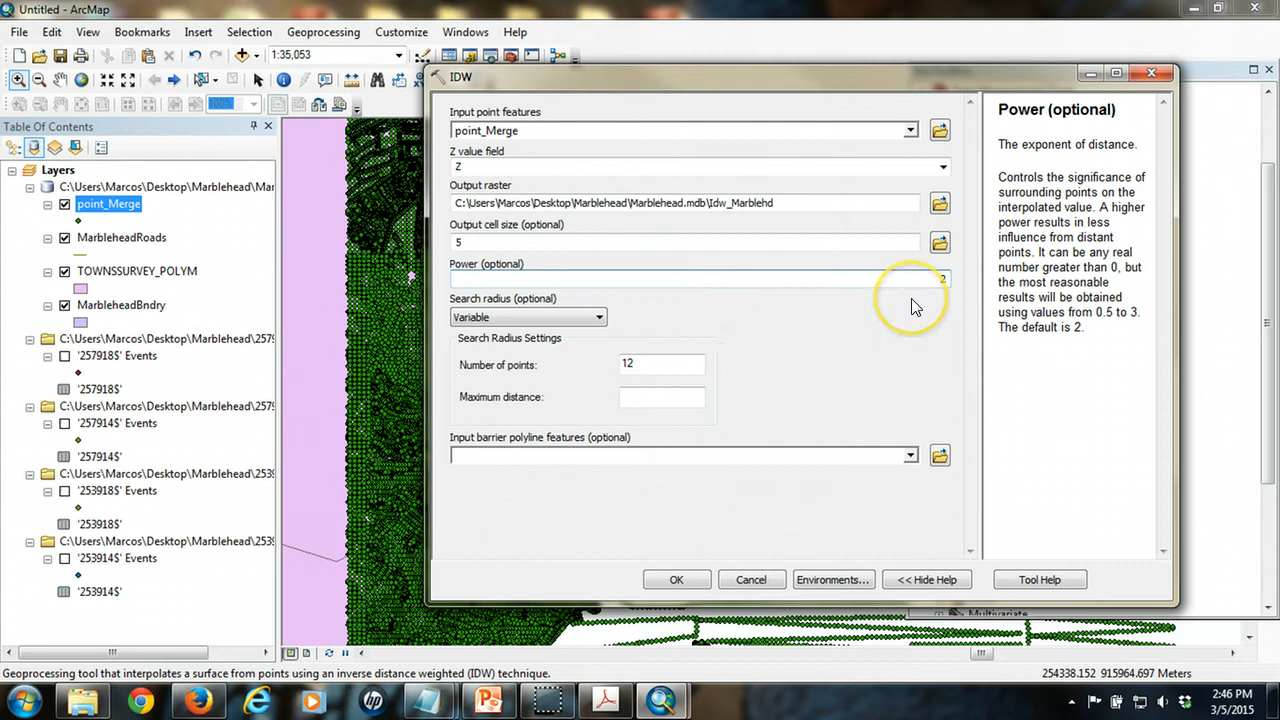 Untitled - ArcMap
File Edit View Bookmarks Insert Selection Geoprocessing Customize Windows Help
1:35,053
100%
Table Of Contents
Layers
C:\Users\Marcos\Desktop\Marblehead\Mar
point_Merge
MarbleheadRoads
TOWNSSURVEY_POLYM
MarbleheadBndry
C:\Users\Marcos\Desktop\Marblehead\2579
'257918$' Events
'257918$'
C:\Users\Marcos\Desktop\Marblehead\2579
'257914$' Events
'257914$'
C:\Users\Marcos\Desktop\Marblehead\2539
'253918$' Events
'253918$'
C:\Users\Marcos\Desktop\Marblehead\2539
'253914$' Events
'253914$'
IDW
Input point features
point_Merge
Z value field
Z
Output raster
C:\Users\Marcos\Desktop\Marblehead\Marblehead.mdb\Idw_Marblehd
Output cell size (optional)
5
Power (optional)
2
Search radius (optional)
Variable
Search Radius Settings
Number of points: 12
Maximum distance:
Input barrier polyline features (optional)
OK Cancel Environments... << Hide Help Tool Help
Power (optional)
The exponent of distance.
Controls the significance of
surrounding points on the
interpolated value. A higher
power results in less
influence from distant
points. It can be any real
number greater than 0, but
the most reasonable
results will be obtained
using values from 0.5 to 3.
The default is 2.
Multivariate
Geoprocessing tool that interpolates a surface from points using an inverse distance weighted (IDW) technique.
254338.152 915964.697 Meters
2:46 PM
3/5/2015